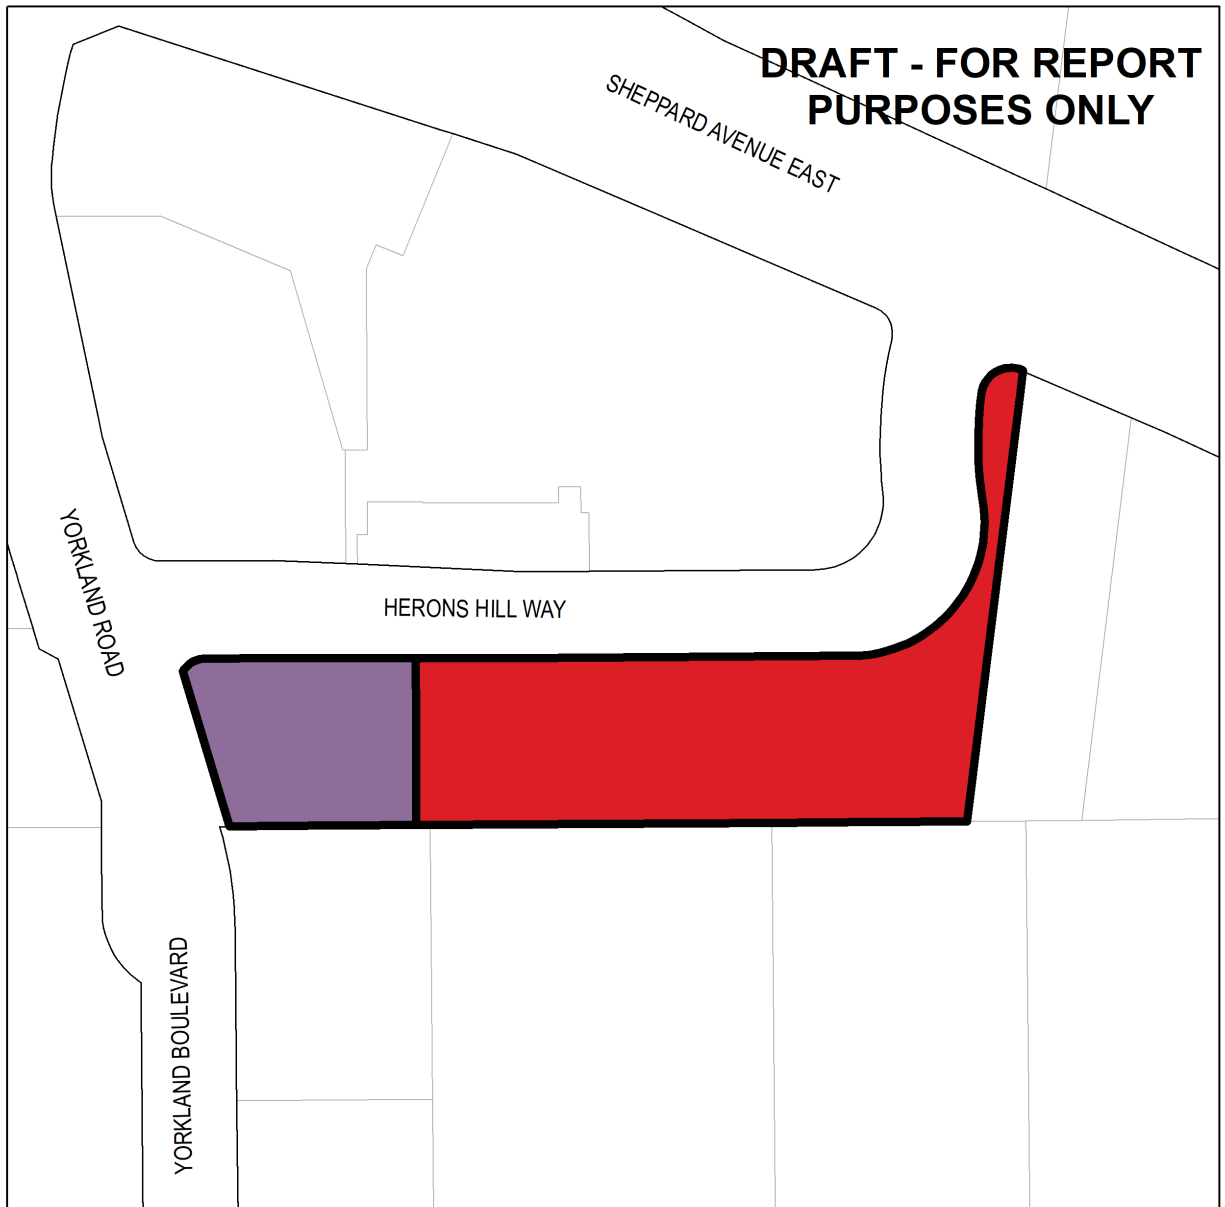 DRAFT - FOR REPORT
PURPOSES ONLY
SHEPPARD AVENUE EAST
YORKLAND ROAD
HERONS HILL WAY
YORKLAND BOULEVARD